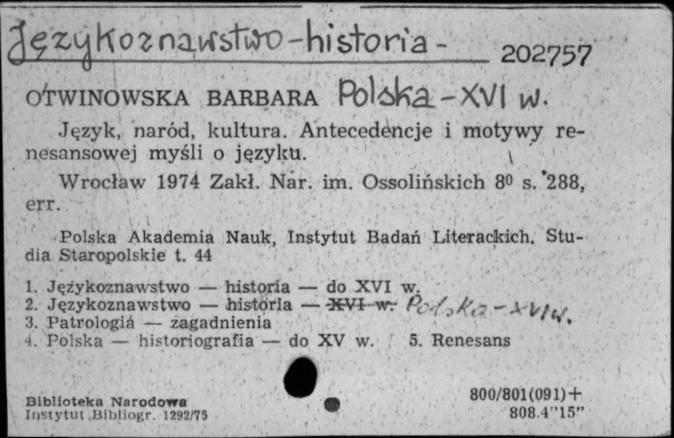 Językoznawstwo - historia - 202757
OTWINOWSKA BARBARA Polska - XVI w.
Język, naród, kultura. Antecedencje i motywy re-
nesansowej myśli o języku.
Wrocław 1974 Zakł. Nar. im. Ossolińskich 8⁰ s. 288,
err.
Polska Akademia Nauk, Instytut Badań Literackich. Stu-
dia Staropolskie t. 44
1. Językoznawstwo — historia — do XVI w.
2. Językoznawstwo — historia — XVI w. Polska - XVI w.
3. Patrologia — zagadnienia
4. Polska — historiografia — do XV w. 5. Renesans
Biblioteka Narodowa 800/801(091)+
Instytut Bibliogr. 1292/75 808.4"15"